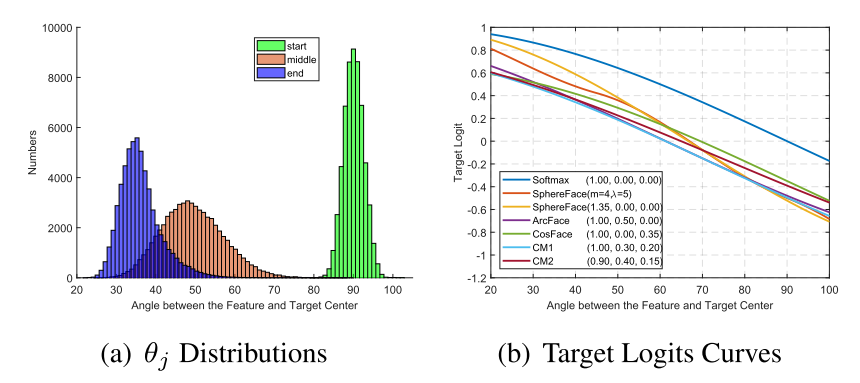 10000
8000
6000
4000
2000
0
Numbers
20 30 40 50 60 70 80 90 100
Angle between the Feature and Target Center
start
middle
end
(a) θj Distributions
1
0.8
0.6
0.4
0.2
0
-0.2
-0.4
-0.6
-0.8
-1
-1.2
Target Logit
20 30 40 50 60 70 80 90 100
Angle between the Feature and Target Center
Softmax (1.00, 0.00, 0.00)
SphereFace(m=4,λ=5)
SphereFace(1.35, 0.00, 0.00)
ArcFace (1.00, 0.50, 0.00)
CosFace (1.00, 0.00, 0.35)
CM1 (1.00, 0.30, 0.20)
CM2 (0.90, 0.40, 0.15)
(b) Target Logits Curves